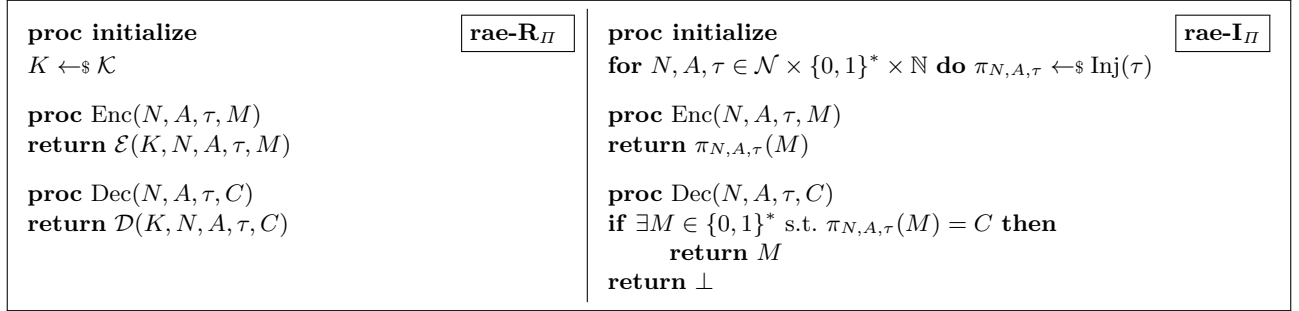 proc initialize
rae-R_Π
K ←$ 𝒦
proc Enc(N, A, τ, M)
return ℰ(K, N, A, τ, M)
proc Dec(N, A, τ, C)
return 𝒟(K, N, A, τ, C)
proc initialize
rae-I_Π
for N, A, τ ∈ 𝒩 × {0, 1}* × ℕ do π_{N,A,τ} ←$ Inj(τ)
proc Enc(N, A, τ, M)
return π_{N,A,τ}(M)
proc Dec(N, A, τ, C)
if ∃M ∈ {0, 1}* s.t. π_{N,A,τ}(M) = C then
return M
return ⊥